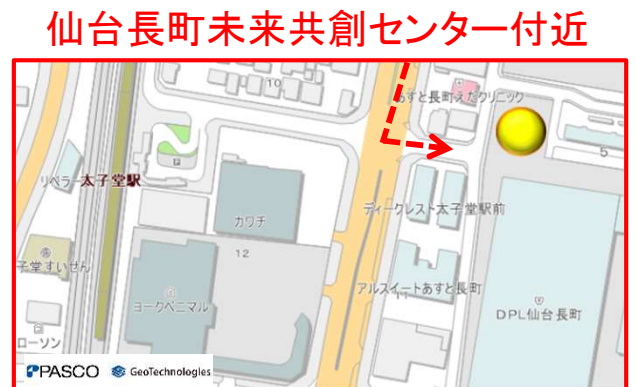 仙台長町未来共創センター付近
10
あすと長町えだクリニック
5
リベラー
太子堂駅
カワチ
ディークレスト太子堂駅前
12
子堂すいせん
アルスイートあすと長町
11
ヨークベニマル
DPL仙台長町
ローソン
PASCO GeoTechnologies